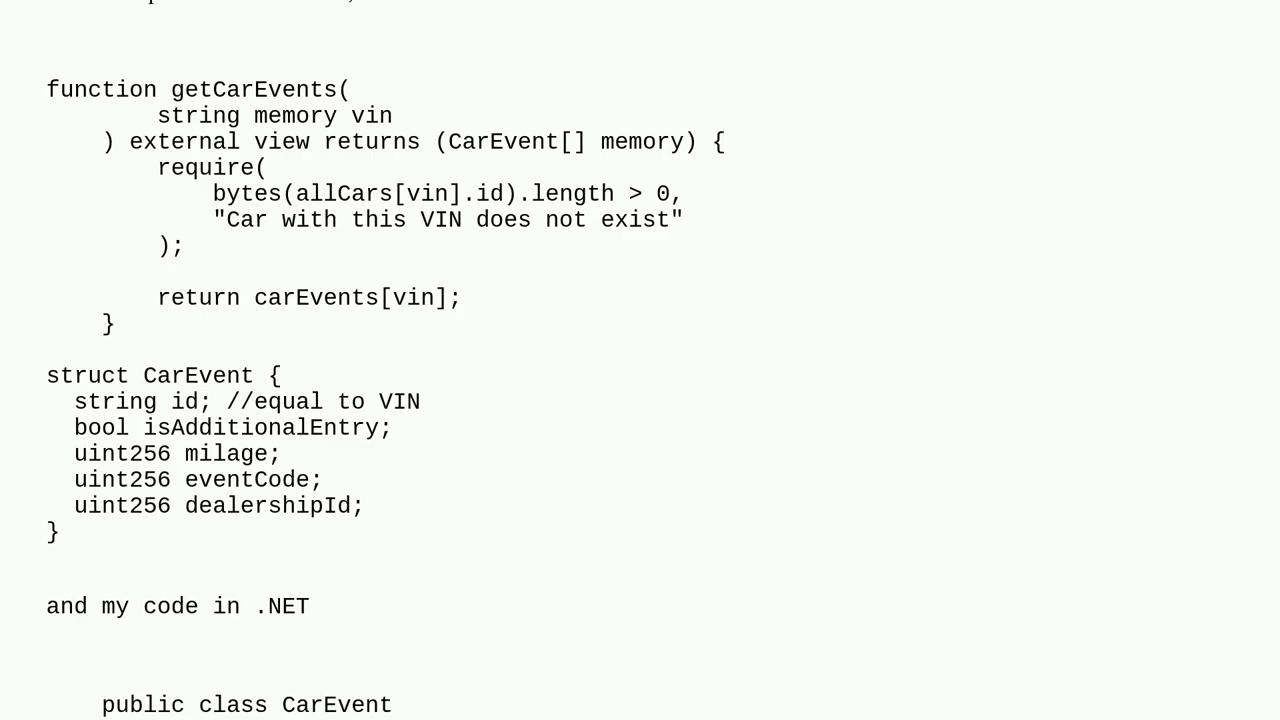 function getCarEvents(
        string memory vin
    ) external view returns (CarEvent[] memory) {
        require(
            bytes(allCars[vin].id).length > 0,
            "Car with this VIN does not exist"
        );
        return carEvents[vin];
    }
struct CarEvent {
  string id; //equal to VIN
  bool isAdditionalEntry;
  uint256 milage;
  uint256 eventCode;
  uint256 dealershipId;
}
and my code in .NET
    public class CarEvent